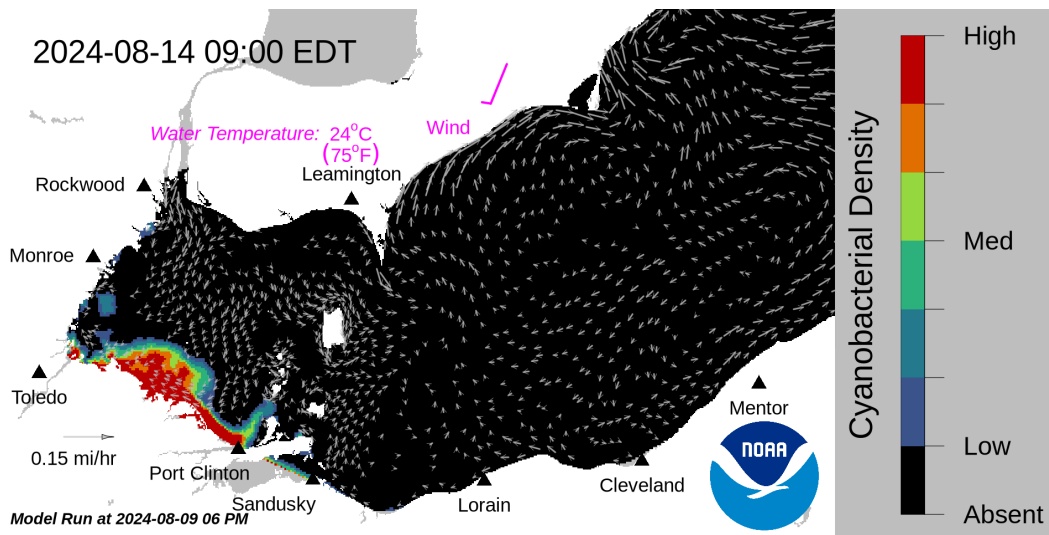 2024-08-14 09:00 EDT
Water Temperature: 24°C
(75°F)
Wind
Leamington
Rockwood
Monroe
Toledo
0.15 mi/hr
Port Clinton
Sandusky
Lorain
Cleveland
Mentor
NOAA
Model Run at 2024-08-09 06 PM
Cyanobacterial Density
High
Med
Low
Absent